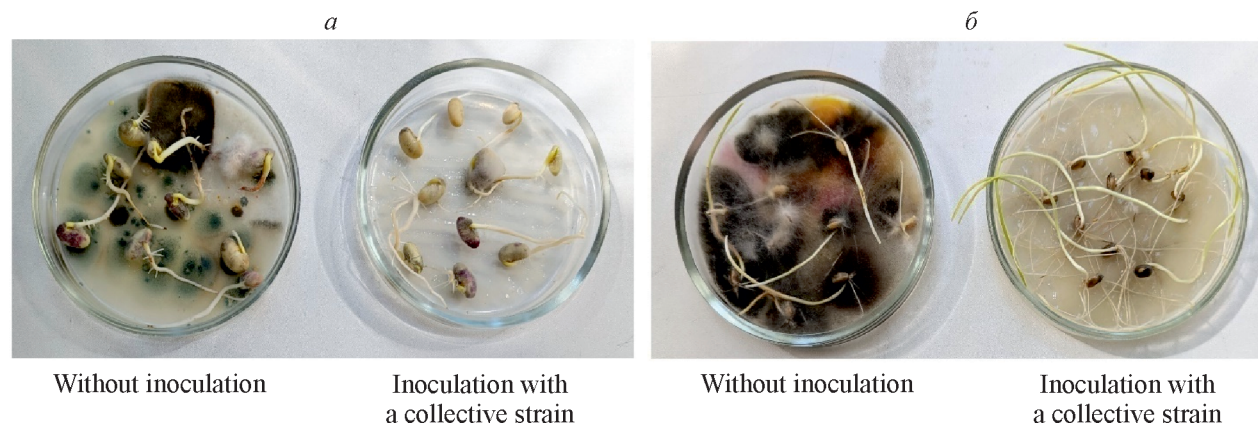 а
б
Without inoculation
Inoculation with
a collective strain
Without inoculation
Inoculation with
a collective strain